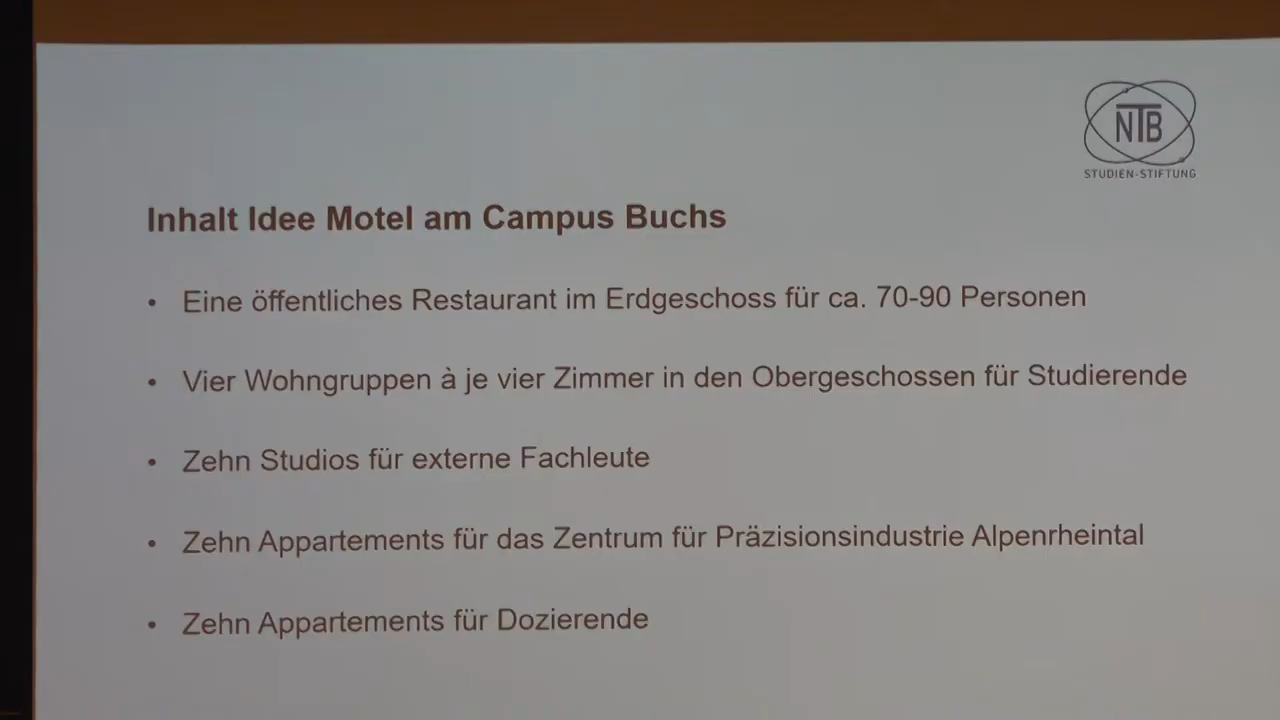 NTB
STUDIEN-STIFTUNG
Inhalt Idee Motel am Campus Buchs
• Eine öffentliches Restaurant im Erdgeschoss für ca. 70-90 Personen
• Vier Wohngruppen à je vier Zimmer in den Obergeschossen für Studierende
• Zehn Studios für externe Fachleute
• Zehn Appartements für das Zentrum für Präzisionsindustrie Alpenrheintal
• Zehn Appartements für Dozierende